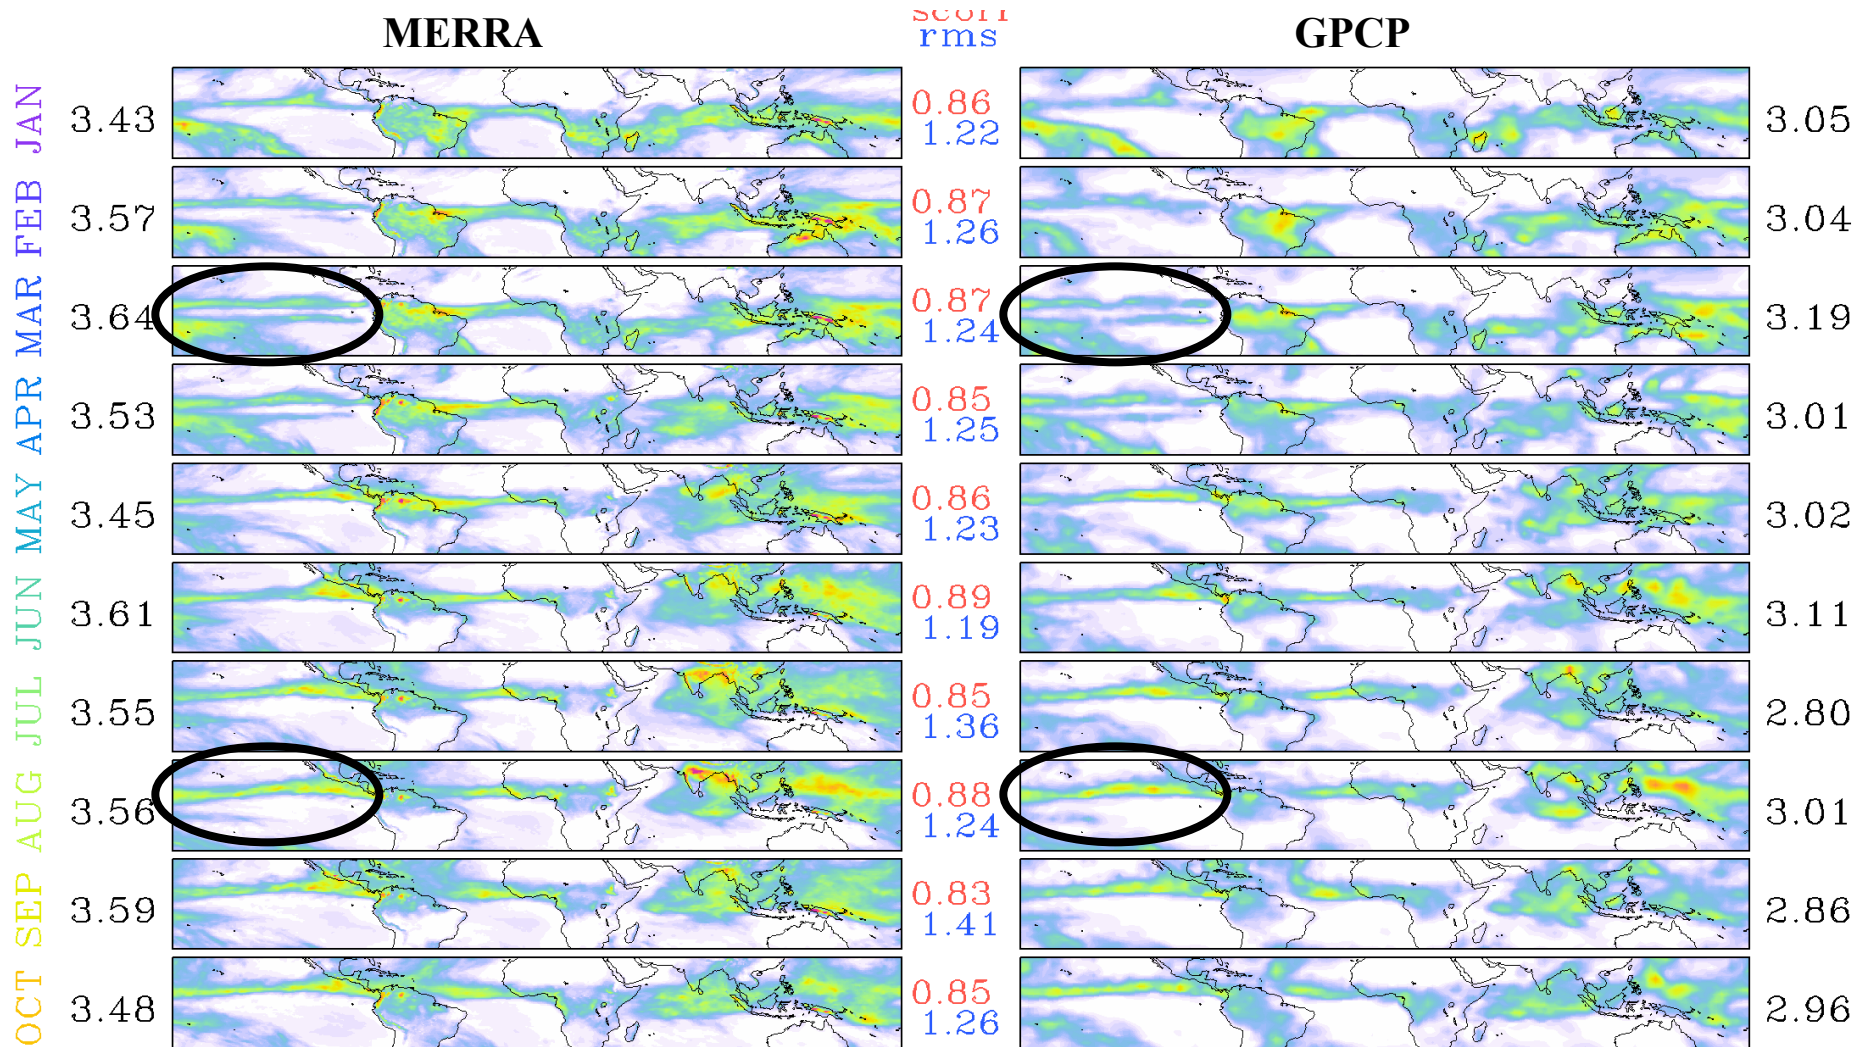 MERRA
scorr
rms
GPCP
JAN 3.43 0.86 3.05
1.22
FEB 3.57 0.87 3.04
1.26
MAR 3.64 0.87 3.19
1.24
APR 3.53 0.85 3.01
1.25
MAY 3.45 0.86 3.02
1.23
JUN 3.61 0.89 3.11
1.19
JUL 3.55 0.85 2.80
1.36
AUG 3.56 0.88 3.01
1.24
SEP 3.59 0.83 2.86
1.41
OCT 3.48 0.85 2.96
1.26